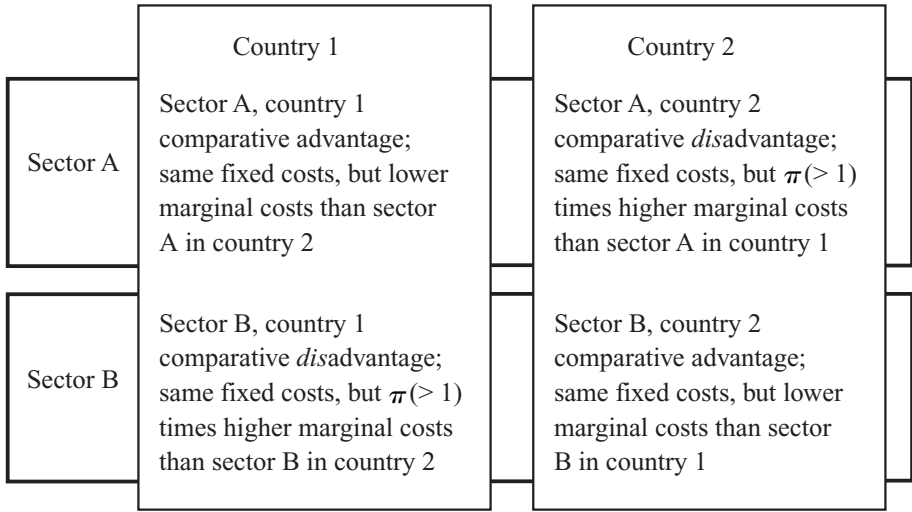 Country 1
Country 2
Sector A
Sector A, country 1
comparative advantage;
same fixed costs, but lower
marginal costs than sector
A in country 2
Sector A, country 2
comparative disadvantage;
same fixed costs, but π(> 1)
times higher marginal costs
than sector A in country 1
Sector B
Sector B, country 1
comparative disadvantage;
same fixed costs, but π(> 1)
times higher marginal costs
than sector B in country 2
Sector B, country 2
comparative advantage;
same fixed costs, but lower
marginal costs than sector
B in country 1